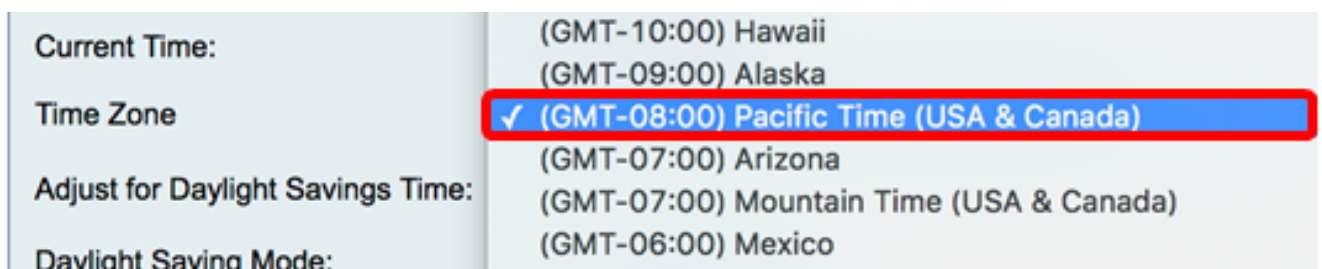 Current Time:
Time Zone
Adjust for Daylight Savings Time:
Daylight Saving Mode:
(GMT-10:00) Hawaii
(GMT-09:00) Alaska
✓ (GMT-08:00) Pacific Time (USA & Canada)
(GMT-07:00) Arizona
(GMT-07:00) Mountain Time (USA & Canada)
(GMT-06:00) Mexico